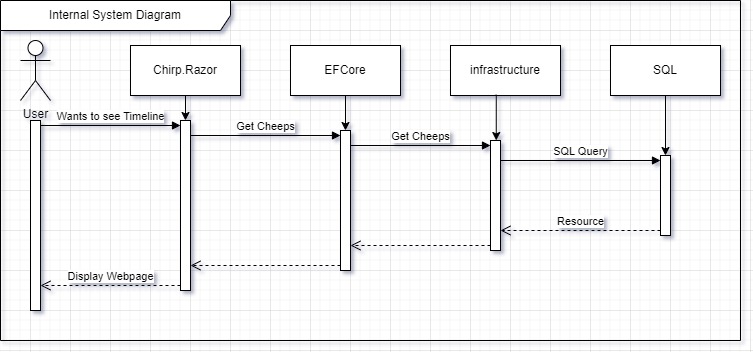 Internal System Diagram
Chirp.Razor
EFCore
infrastructure
SQL
User
Wants to see Timeline
Get Cheeps
Get Cheeps
SQL Query
Resource
Display Webpage